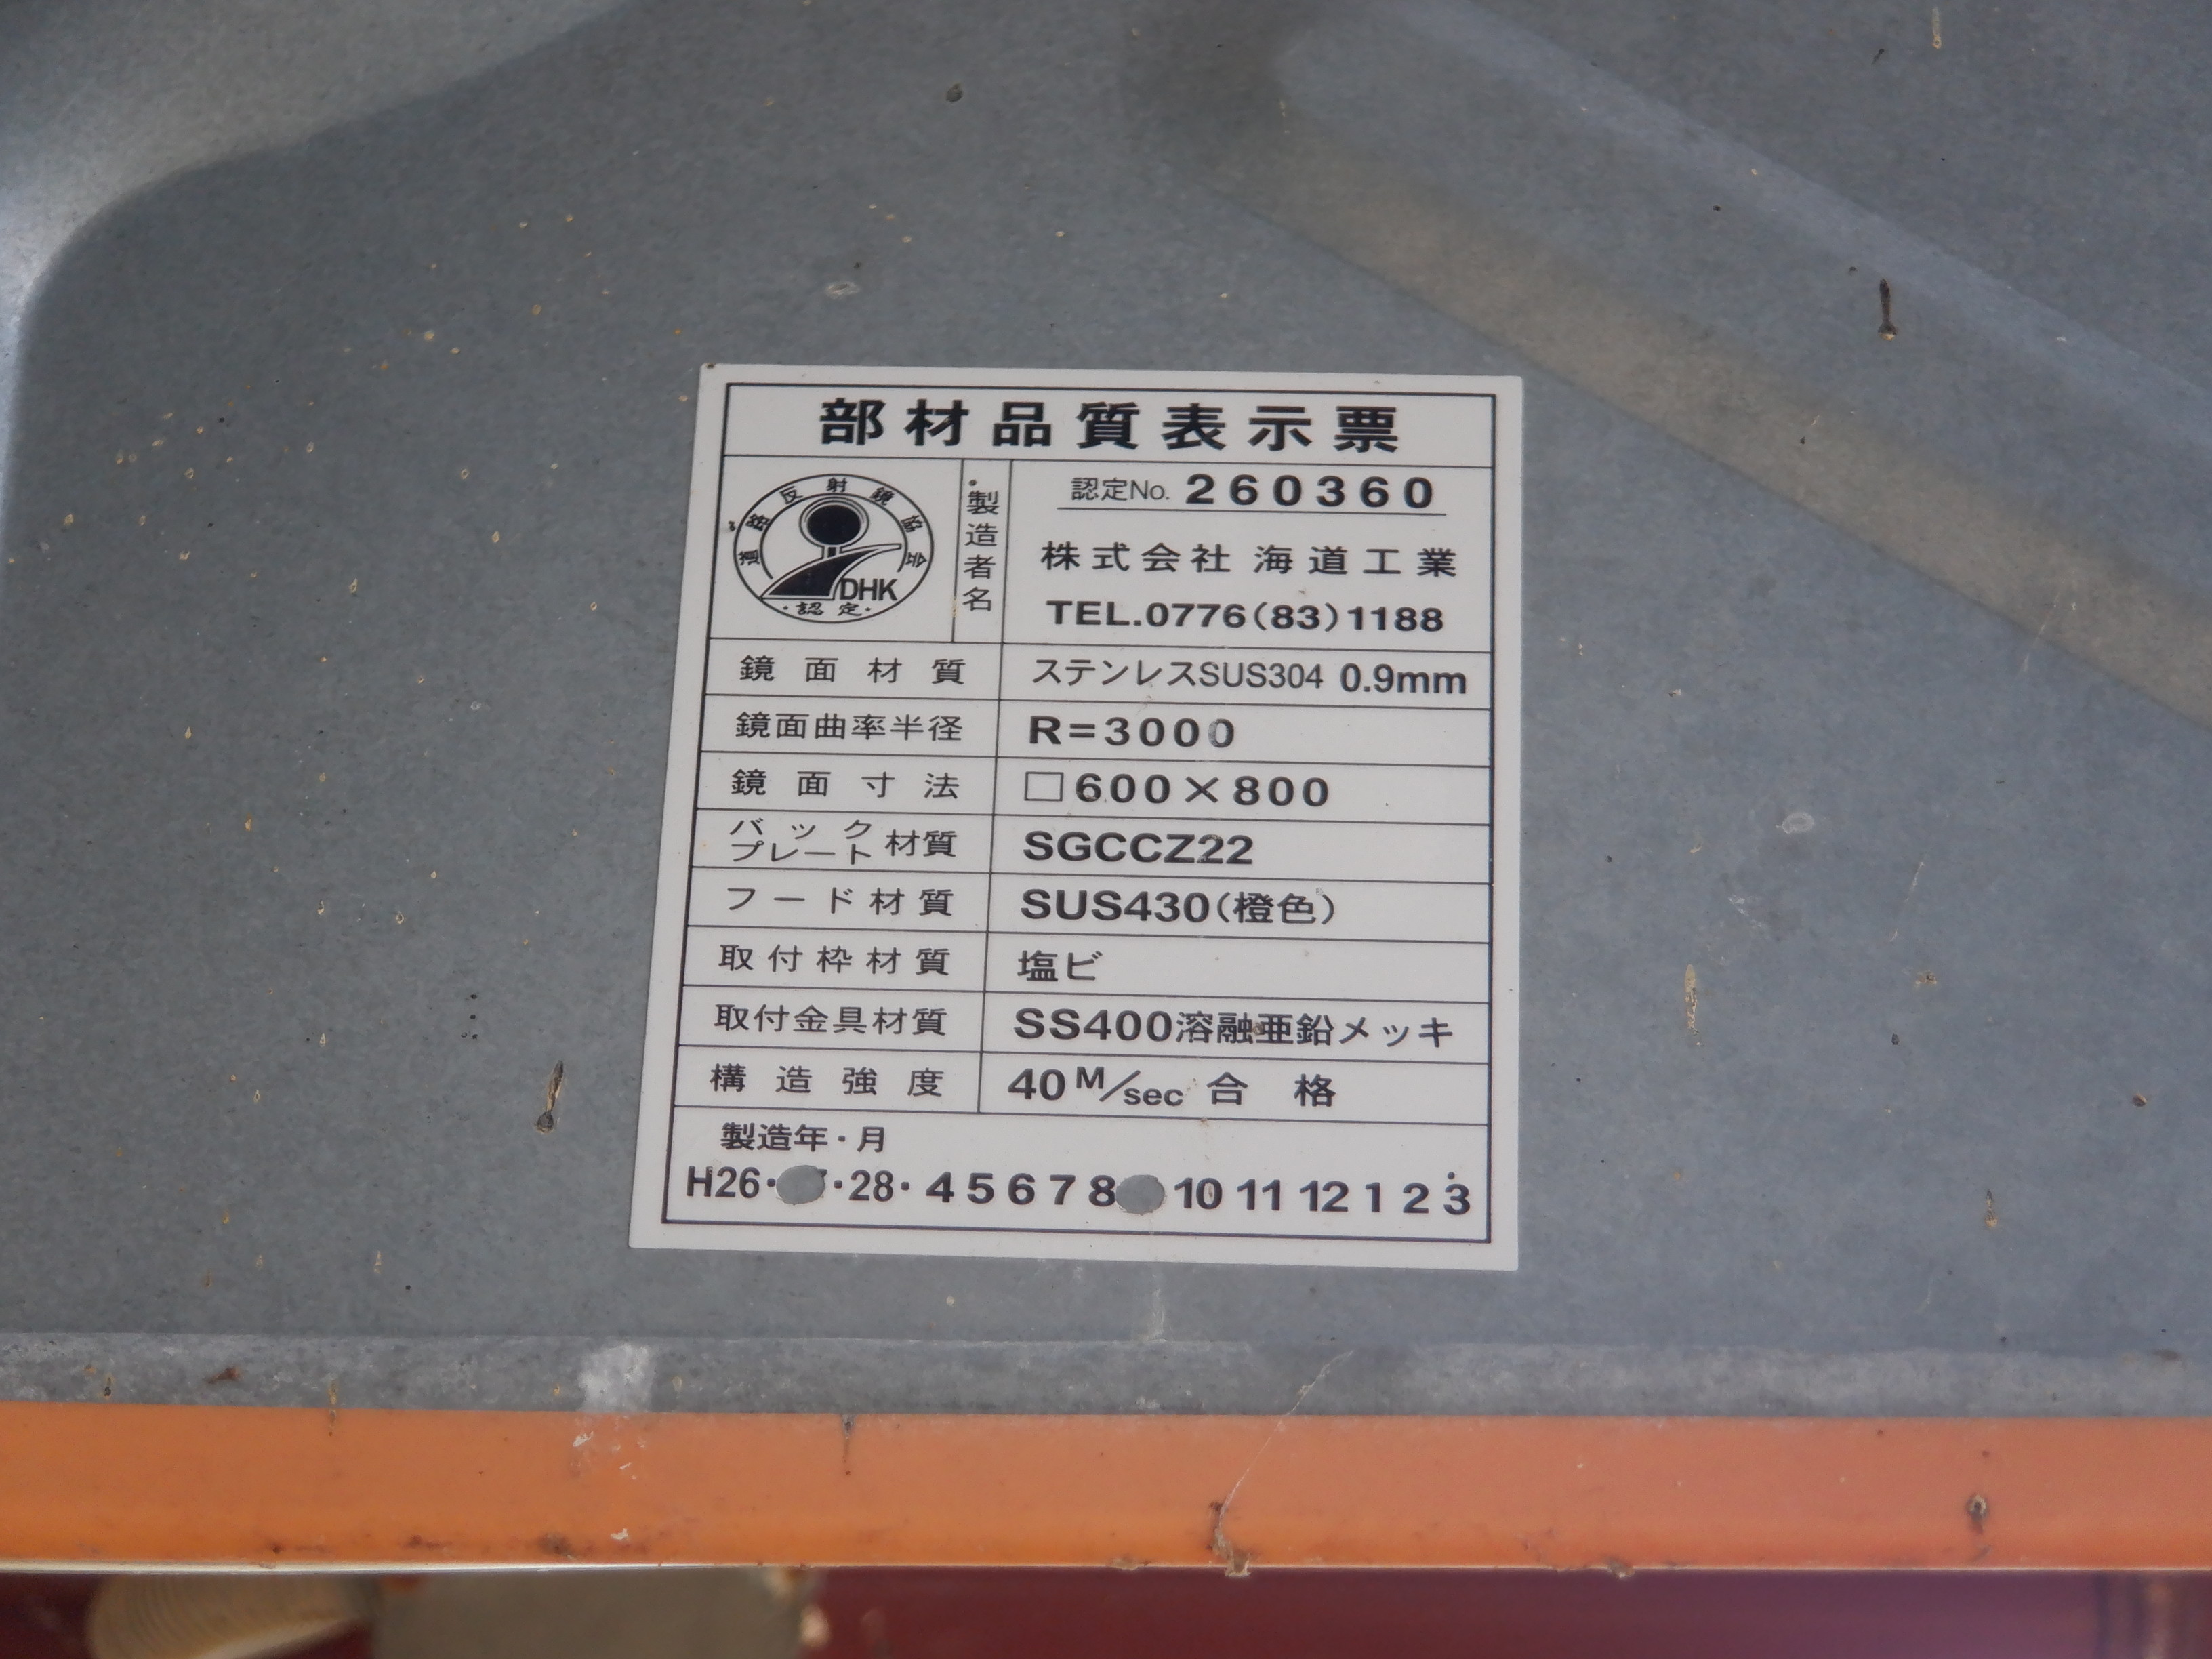 部材品質表示票
道路反射鏡協会
DHK
・認定・
製造者名
認定No. 260360
株式会社 海道工業
TEL.0776(83)1188
鏡面材質 ステンレスSUS304 0.9mm
鏡面曲率半径 R=3000
鏡面寸法 □600×800
バックプレート材質 SGCCZ22
フード材質 SUS430(橙色)
取付枠材質 塩ビ
取付金具材質 SS400溶融亜鉛メッキ
構造強度 40M/sec 合格
製造年・月
H26・ ・28・4 5 6 7 8 10 11 12 1 2 3